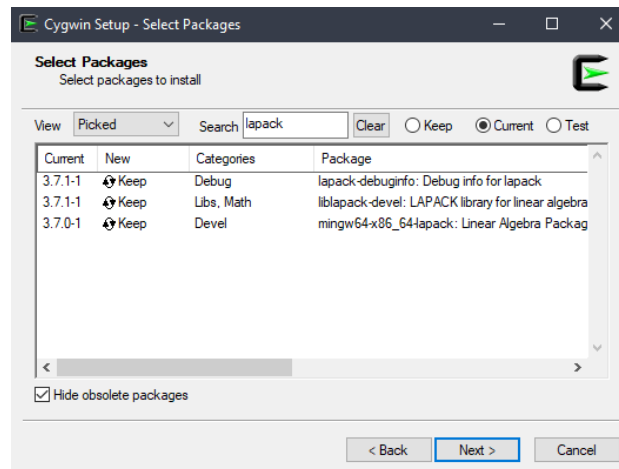 Cygwin Setup - Select Packages
Select Packages
Select packages to install
View Picked Search lapack Clear Keep Current Test
Current New Categories Package
3.7.1-1 Keep Debug lapack-debuginfo: Debug info for lapack
3.7.1-1 Keep Libs, Math liblapack-devel: LAPACK library for linear algebra
3.7.0-1 Keep Devel mingw64-x86_64-lapack: Linear Algebra Packag
Hide obsolete packages
< Back Next > Cancel